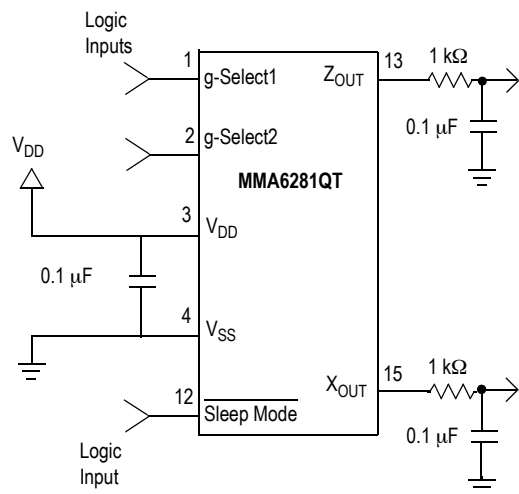 Logic
Inputs
1
g-Select1
2
g-Select2
MMA6281QT
V_DD
3
V_DD
0.1 μF
4
V_SS
12
Sleep Mode
Logic
Input
Z_OUT
13
1 kΩ
0.1 μF
X_OUT
15
1 kΩ
0.1 μF